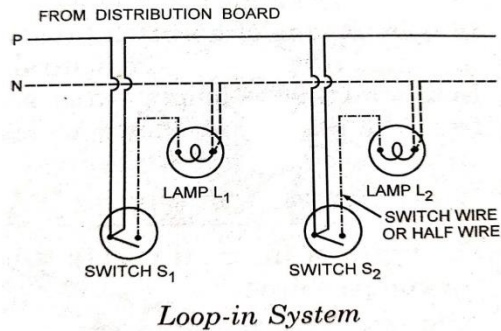 FROM DISTRIBUTION BOARD
P
N
LAMP L₁
LAMP L₂
SWITCH WIRE
OR HALF WIRE
SWITCH S₁
SWITCH S₂
Loop-in System